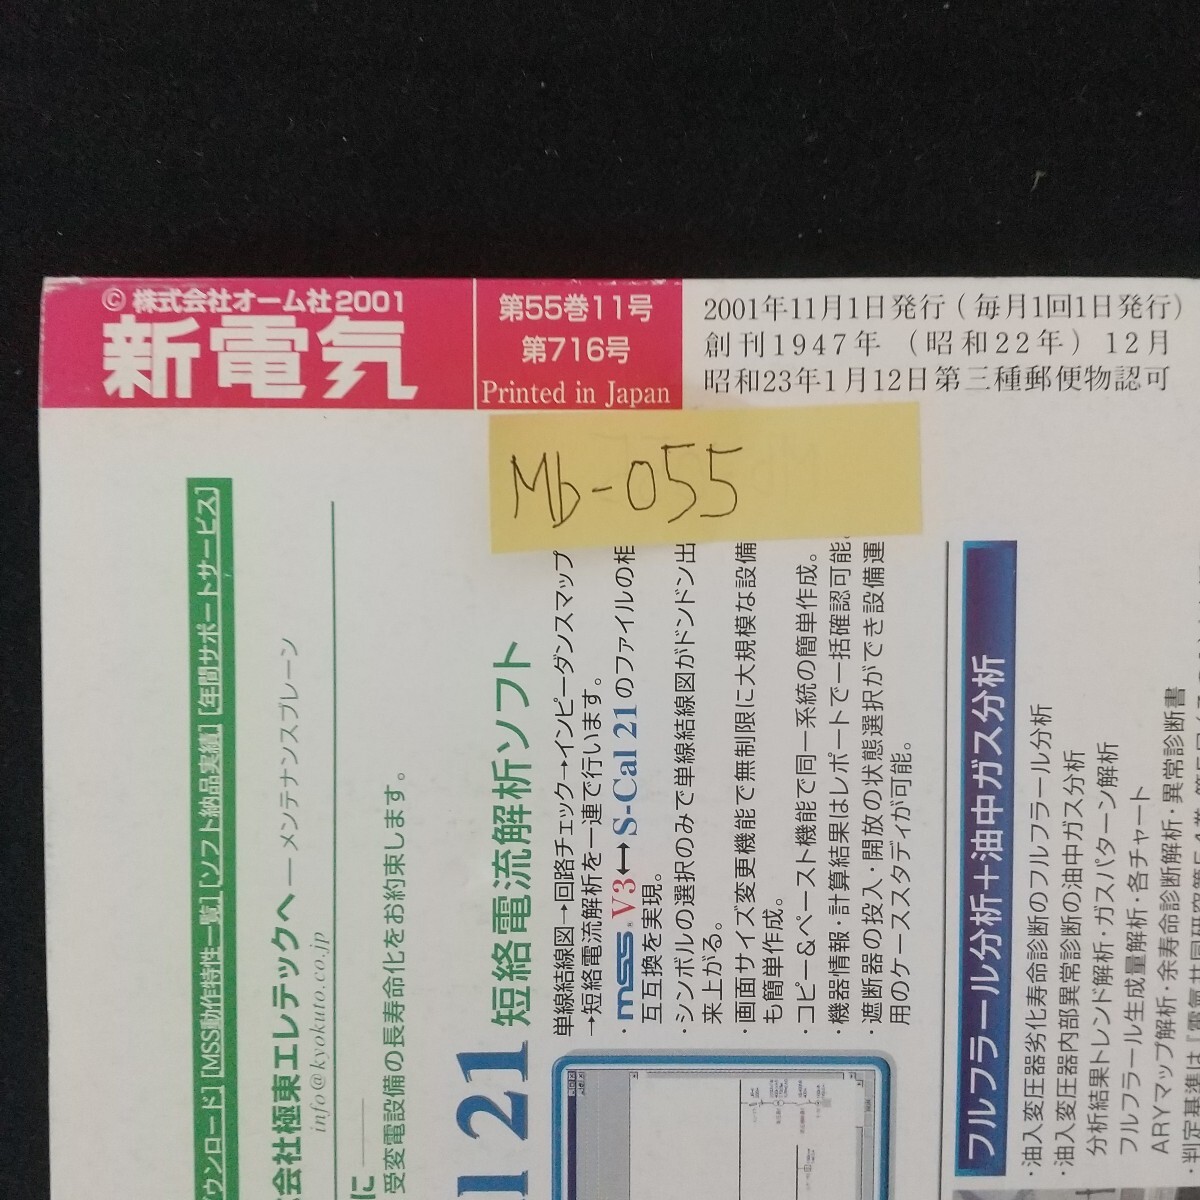 © 株式会社オーム社2001
新電気
第55巻11号
第716号
Printed in Japan
2001年11月1日発行(毎月1回1日発行)
創刊1947年(昭和22年)12月
昭和23年1月12日第三種郵便物認可
Mb-055
ダウンロード][MSS動作特性一覧][ソフト納品実績][年間サポートサービス]
会社極東エレテックへ—メンテナンスブレーン
info@kyokuto.co.jp
に——受変電設備の長寿命化をお約束します。
21 短絡電流解析ソフト
単線結線図→回路チェック→インピーダンスマップ
→短絡電流解析を一連で行います。
・mss® V3⟷S-Cal 21のファイルの相
互互換を実現。
・シンボルの選択のみで単線結線図がドンドン出
来上がる。
・画面サイズ変更機能で無制限に大規模な設備
も簡単作成。
・コピー&ペースト機能で同一系統の簡単作成。
・機器情報・計算結果はレポートで一括確認可能。
・遮断器の投入・開放の状態選択ができ設備運
用のケーススタディが可能。
フルフラール分析+油中ガス分析
・油入変圧器劣化寿命診断のフルフラール分析
・油入変圧器内部異常診断の油中ガス分析
分析結果トレンド解析・ガスパターン解析
フルフラール生成量解析・各チャート
ARYマップ解析・余寿命診断解析・異常診断書
・判定基準は「電気共同研究第